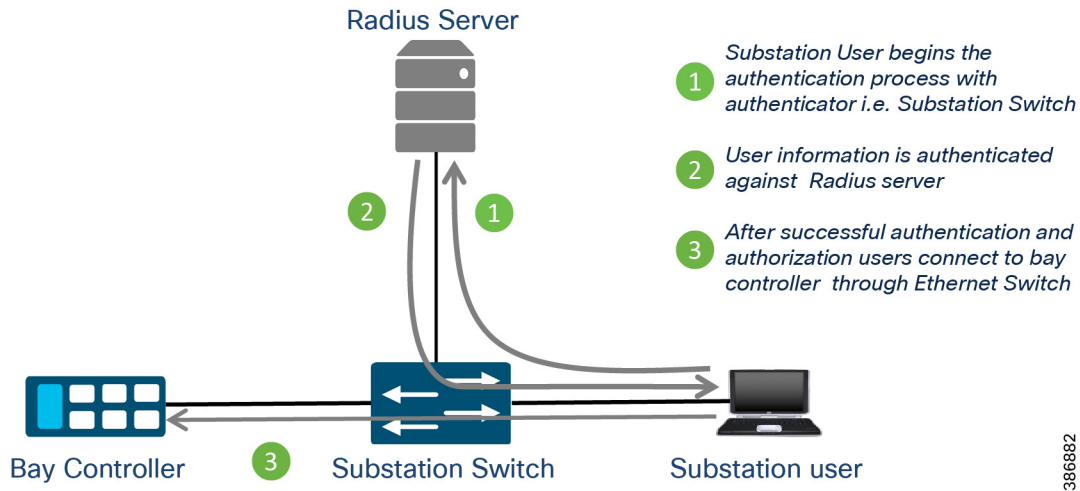 Radius Server
1
Substation User begins the
authentication process with
authenticator i.e. Substation Switch
2
User information is authenticated
against Radius server
3
After successful authentication and
authorization users connect to bay
controller through Ethernet Switch
2
1
3
Bay Controller
Substation Switch
Substation user
386882